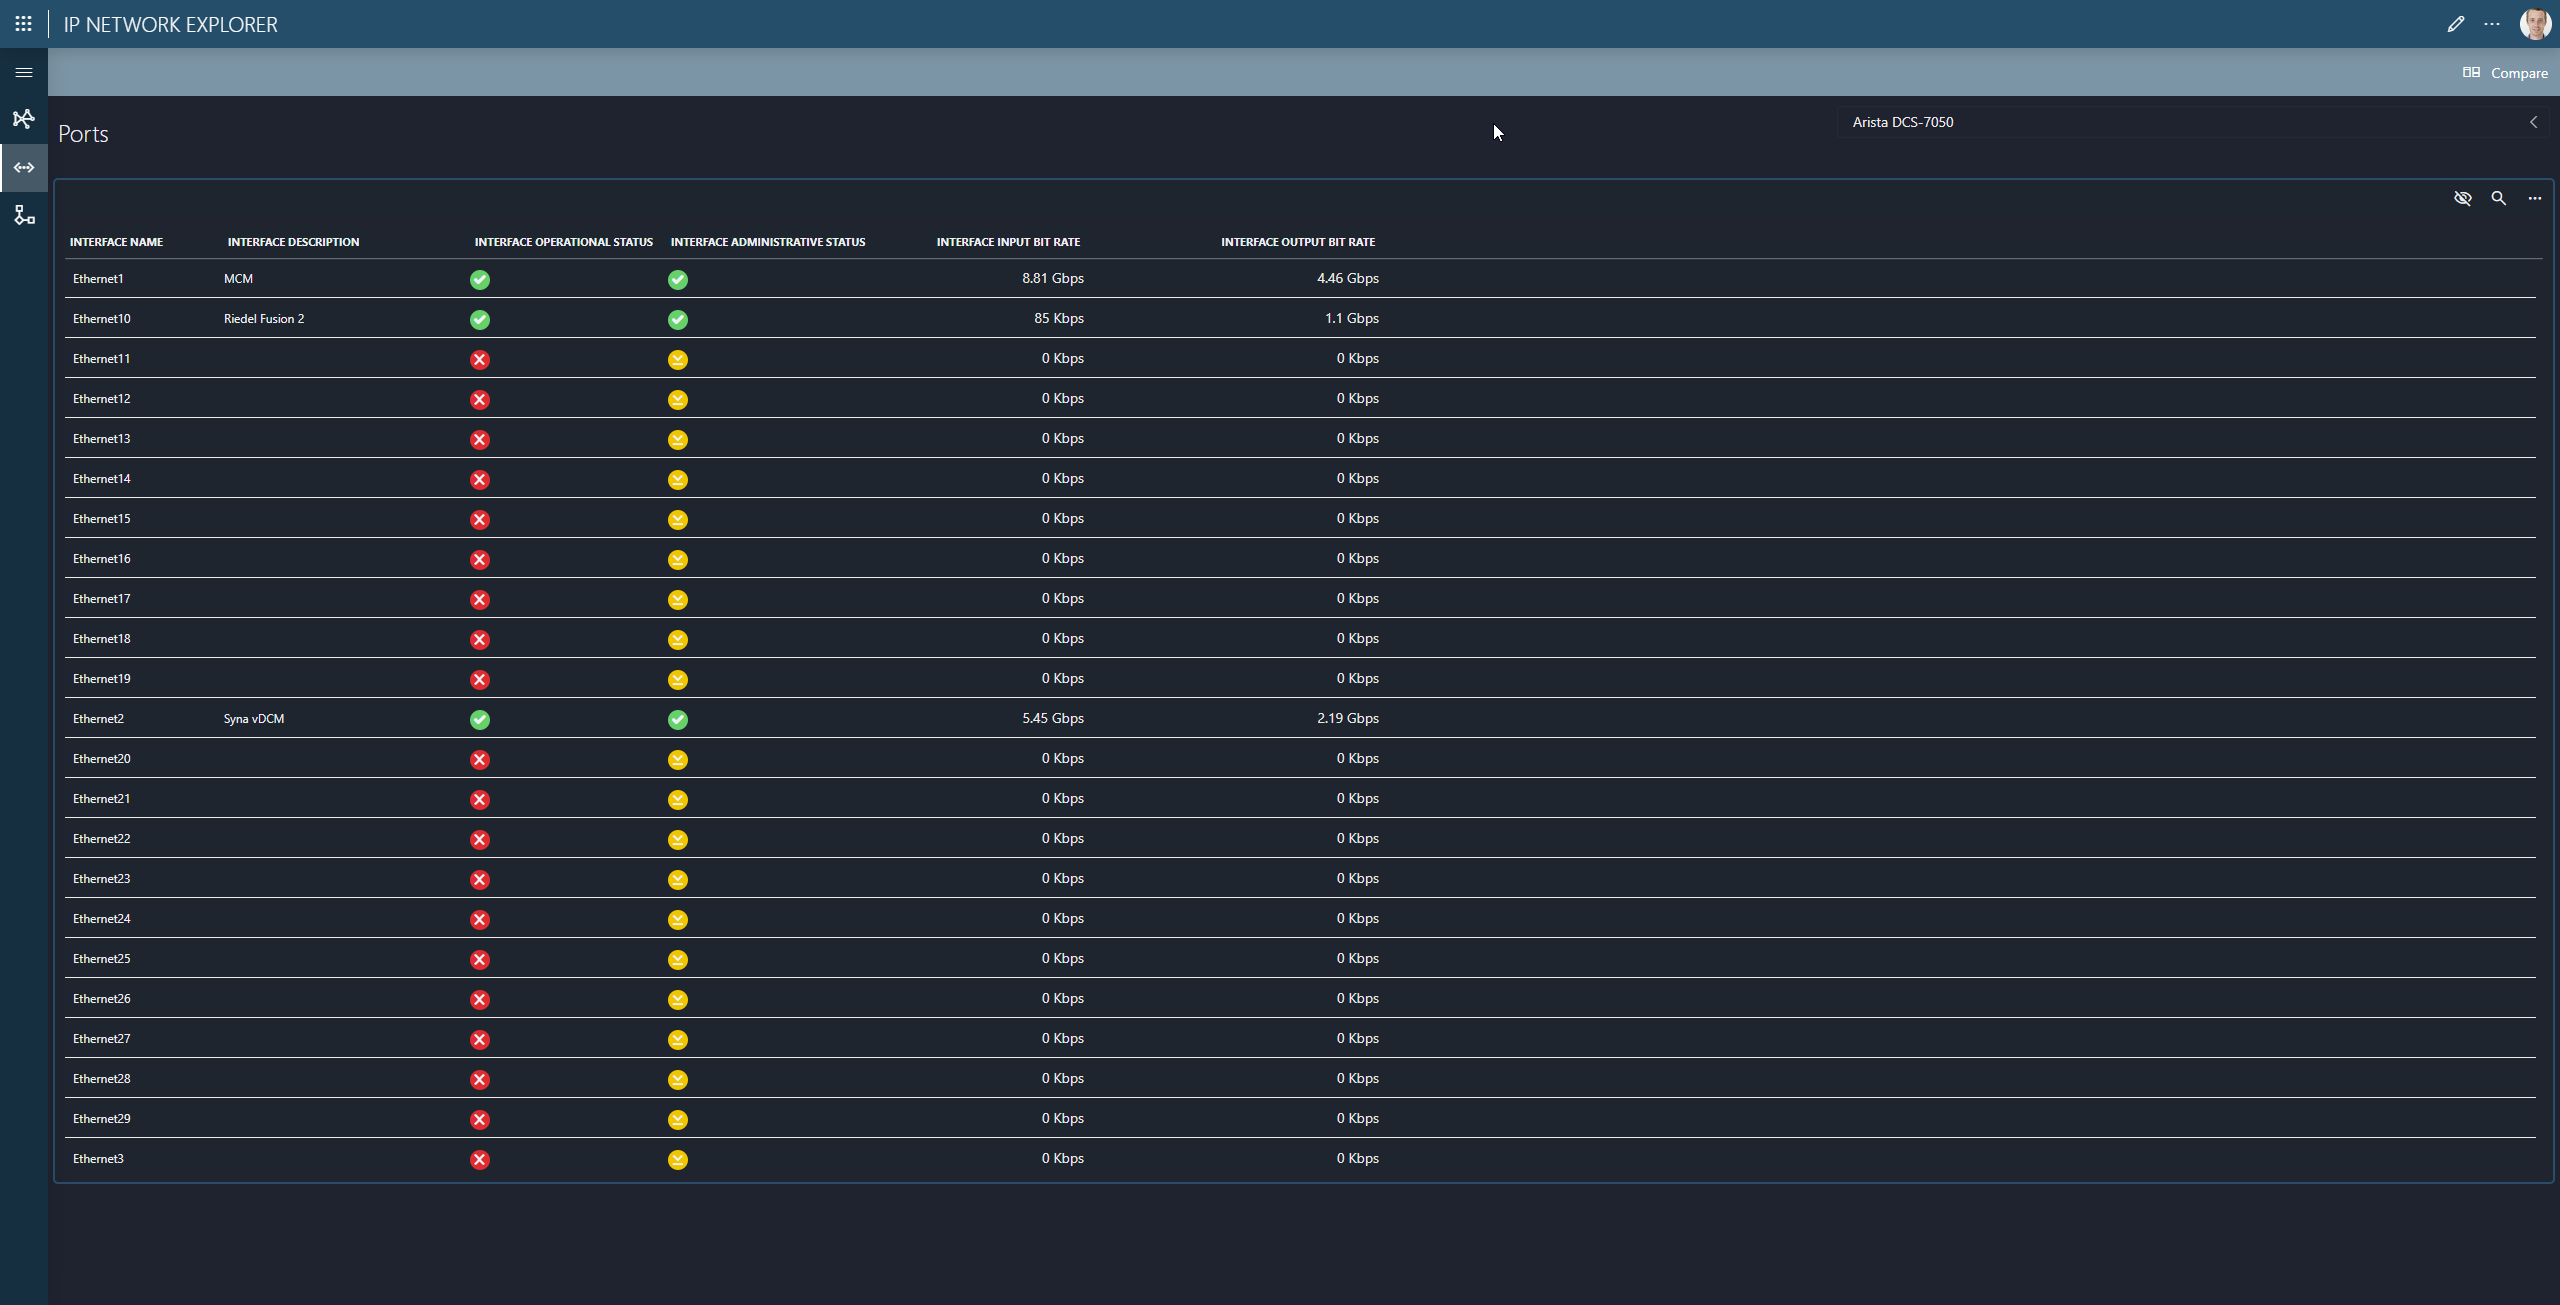 IP NETWORK EXPLORER
Compare
Ports
Arista DCS-7050
INTERFACE NAME INTERFACE DESCRIPTION INTERFACE OPERATIONAL STATUS INTERFACE ADMINISTRATIVE STATUS INTERFACE INPUT BIT RATE INTERFACE OUTPUT BIT RATE
Ethernet1 MCM 8.81 Gbps 4.46 Gbps
Ethernet10 Riedel Fusion 2 85 Kbps 1.1 Gbps
Ethernet11 0 Kbps 0 Kbps
Ethernet12 0 Kbps 0 Kbps
Ethernet13 0 Kbps 0 Kbps
Ethernet14 0 Kbps 0 Kbps
Ethernet15 0 Kbps 0 Kbps
Ethernet16 0 Kbps 0 Kbps
Ethernet17 0 Kbps 0 Kbps
Ethernet18 0 Kbps 0 Kbps
Ethernet19 0 Kbps 0 Kbps
Ethernet2 Syna vDCM 5.45 Gbps 2.19 Gbps
Ethernet20 0 Kbps 0 Kbps
Ethernet21 0 Kbps 0 Kbps
Ethernet22 0 Kbps 0 Kbps
Ethernet23 0 Kbps 0 Kbps
Ethernet24 0 Kbps 0 Kbps
Ethernet25 0 Kbps 0 Kbps
Ethernet26 0 Kbps 0 Kbps
Ethernet27 0 Kbps 0 Kbps
Ethernet28 0 Kbps 0 Kbps
Ethernet29 0 Kbps 0 Kbps
Ethernet3 0 Kbps 0 Kbps